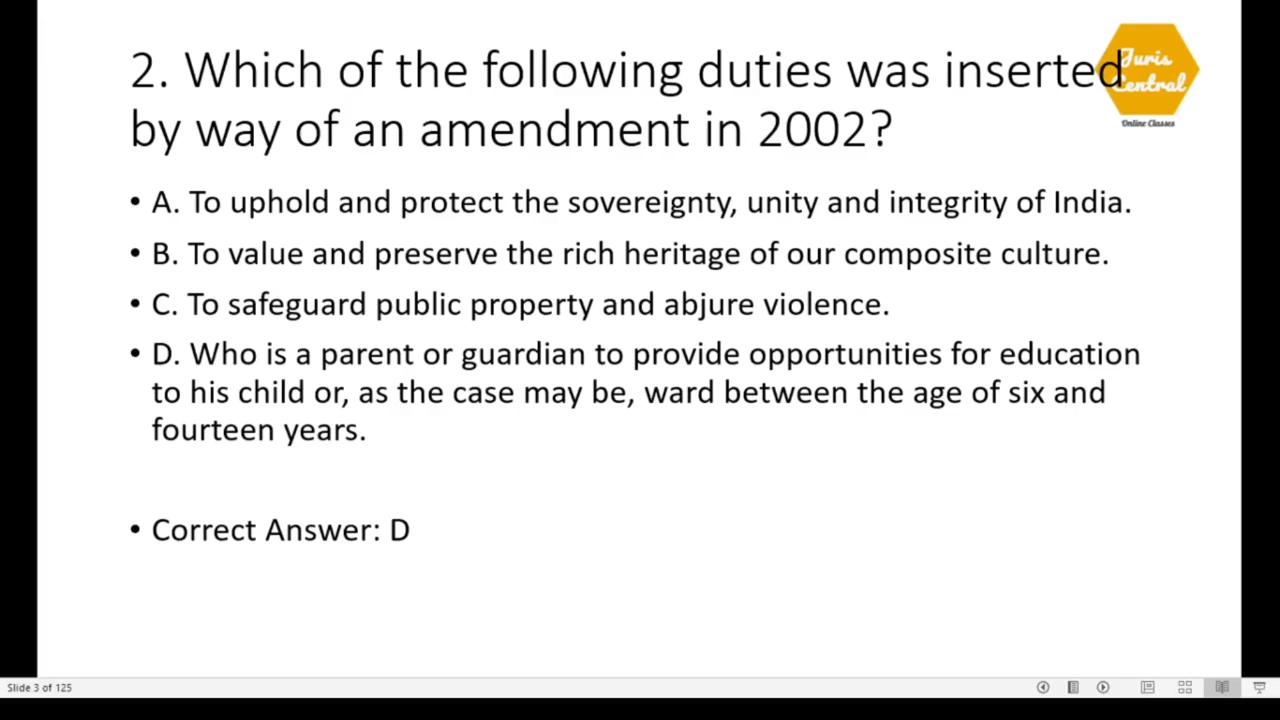 2. Which of the following duties was inserted
by way of an amendment in 2002?
Juris
Central
Online Classes
• A. To uphold and protect the sovereignty, unity and integrity of India.
• B. To value and preserve the rich heritage of our composite culture.
• C. To safeguard public property and abjure violence.
• D. Who is a parent or guardian to provide opportunities for education
to his child or, as the case may be, ward between the age of six and
fourteen years.
• Correct Answer: D
Slide 3 of 125